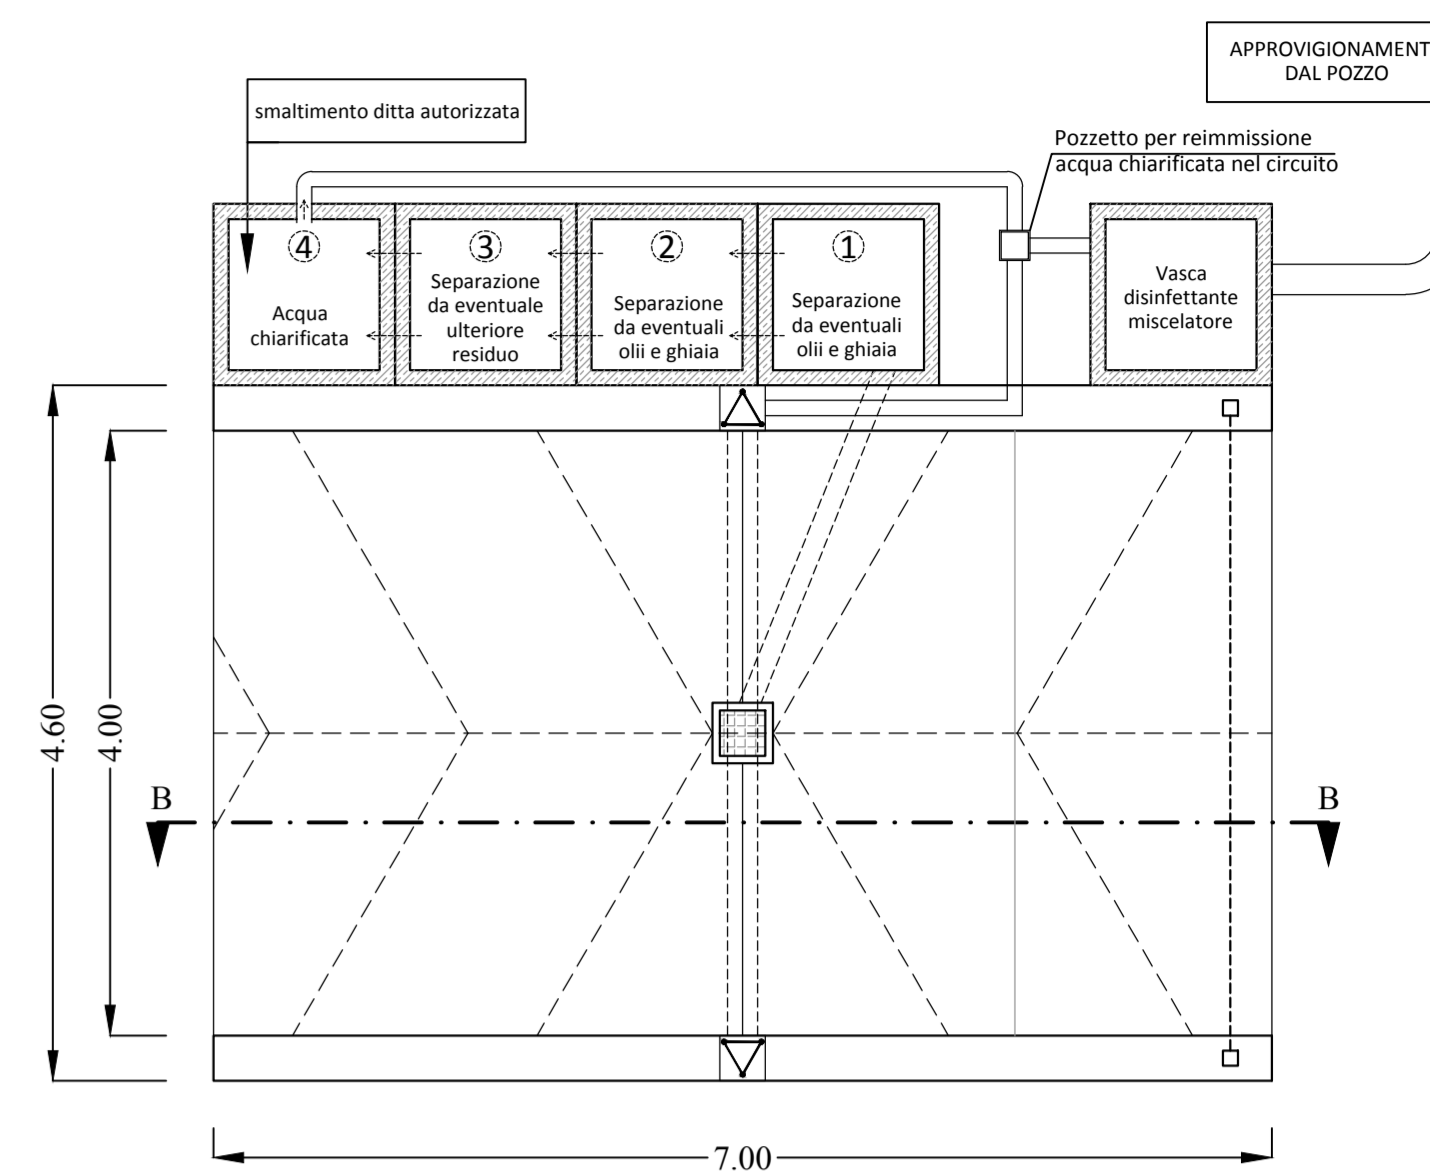 APPROVIGIONAMENT
DAL POZZO
smaltimento ditta autorizzata
Pozzetto per reimmissione
acqua chiarificata nel circuito
4
Acqua
chiarificata
3
Separazione
da eventuale
ulteriore
residuo
2
Separazione
da eventuali
olii e ghiaia
1
Separazione
da eventuali
olii e ghiaia
Vasca
disinfettante
miscelatore
4.60
4.00
B
B
7.00